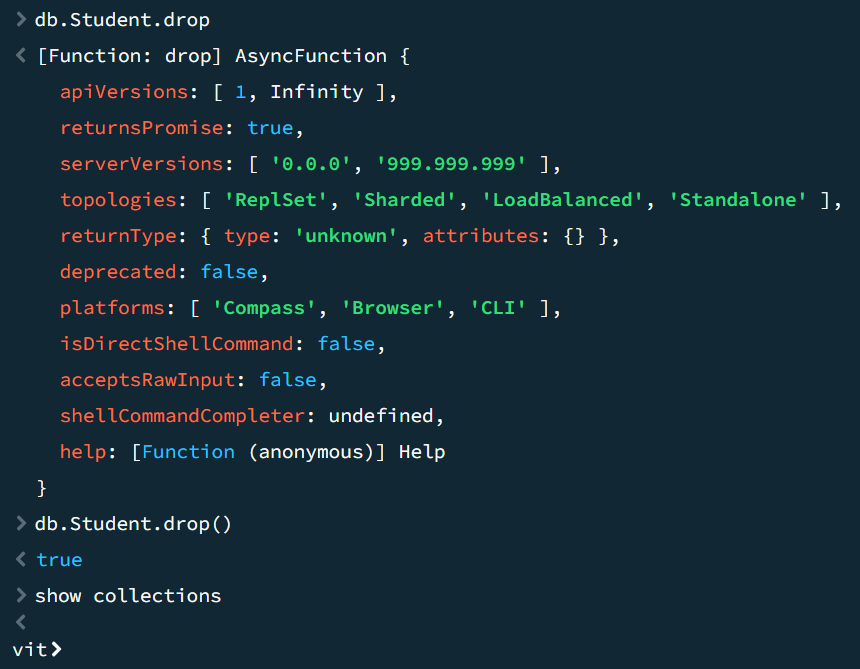 > db.Student.drop
< [Function: drop] AsyncFunction {
apiVersions: [ 1, Infinity ],
returnsPromise: true,
serverVersions: [ '0.0.0', '999.999.999' ],
topologies: [ 'ReplSet', 'Sharded', 'LoadBalanced', 'Standalone' ],
returnType: { type: 'unknown', attributes: {} },
deprecated: false,
platforms: [ 'Compass', 'Browser', 'CLI' ],
isDirectShellCommand: false,
acceptsRawInput: false,
shellCommandCompleter: undefined,
help: [Function (anonymous)] Help
}
> db.Student.drop()
< true
> show collections
<
vit>